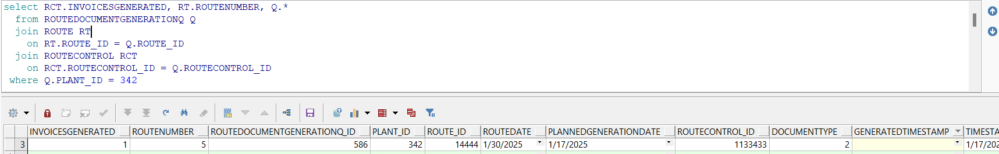 select RCT.INVOICESGENERATED, RT.ROUTENUMBER, Q.*
from ROUTEDOCUMENTGENERATIONQ Q
join ROUTE RT
on RT.ROUTE_ID = Q.ROUTE_ID
join ROUTECONTROL RCT
on RCT.ROUTECONTROL_ID = Q.ROUTECONTROL_ID
where Q.PLANT_ID = 342
INVOICESGENERATED ROUTENUMBER ROUTEDOCUMENTGENERATIONQ_ID PLANT_ID ROUTE_ID ROUTEDATE PLANNEDGENERATIONDATE ROUTECONTROL_ID DOCUMENTTYPE GENERATEDTIMESTAMP TIMESTA
3 1 5 586 342 14444 1/30/2025 1/17/2025 1133433 2 1/17/202